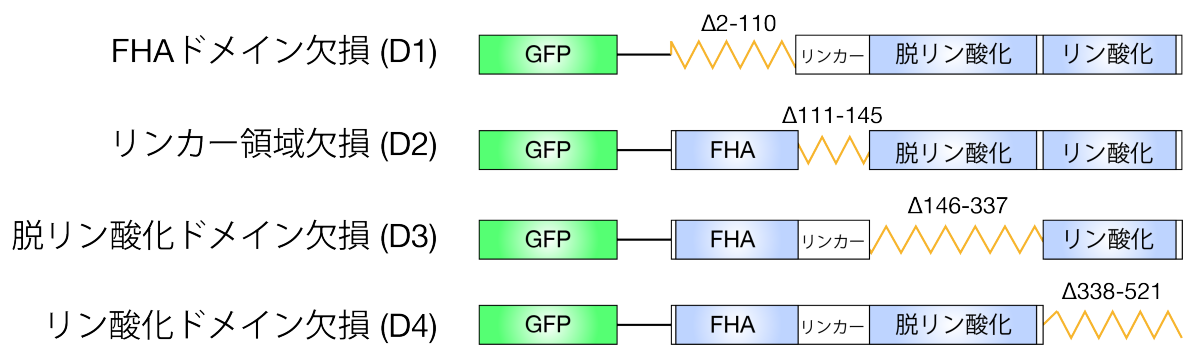 Δ2-110
FHAドメイン欠損 (D1) GFP リンカー 脱リン酸化 リン酸化
Δ111-145
リンカー領域欠損 (D2) GFP FHA 脱リン酸化 リン酸化
Δ146-337
脱リン酸化ドメイン欠損 (D3) GFP FHA リンカー リン酸化
Δ338-521
リン酸化ドメイン欠損 (D4) GFP FHA リンカー 脱リン酸化